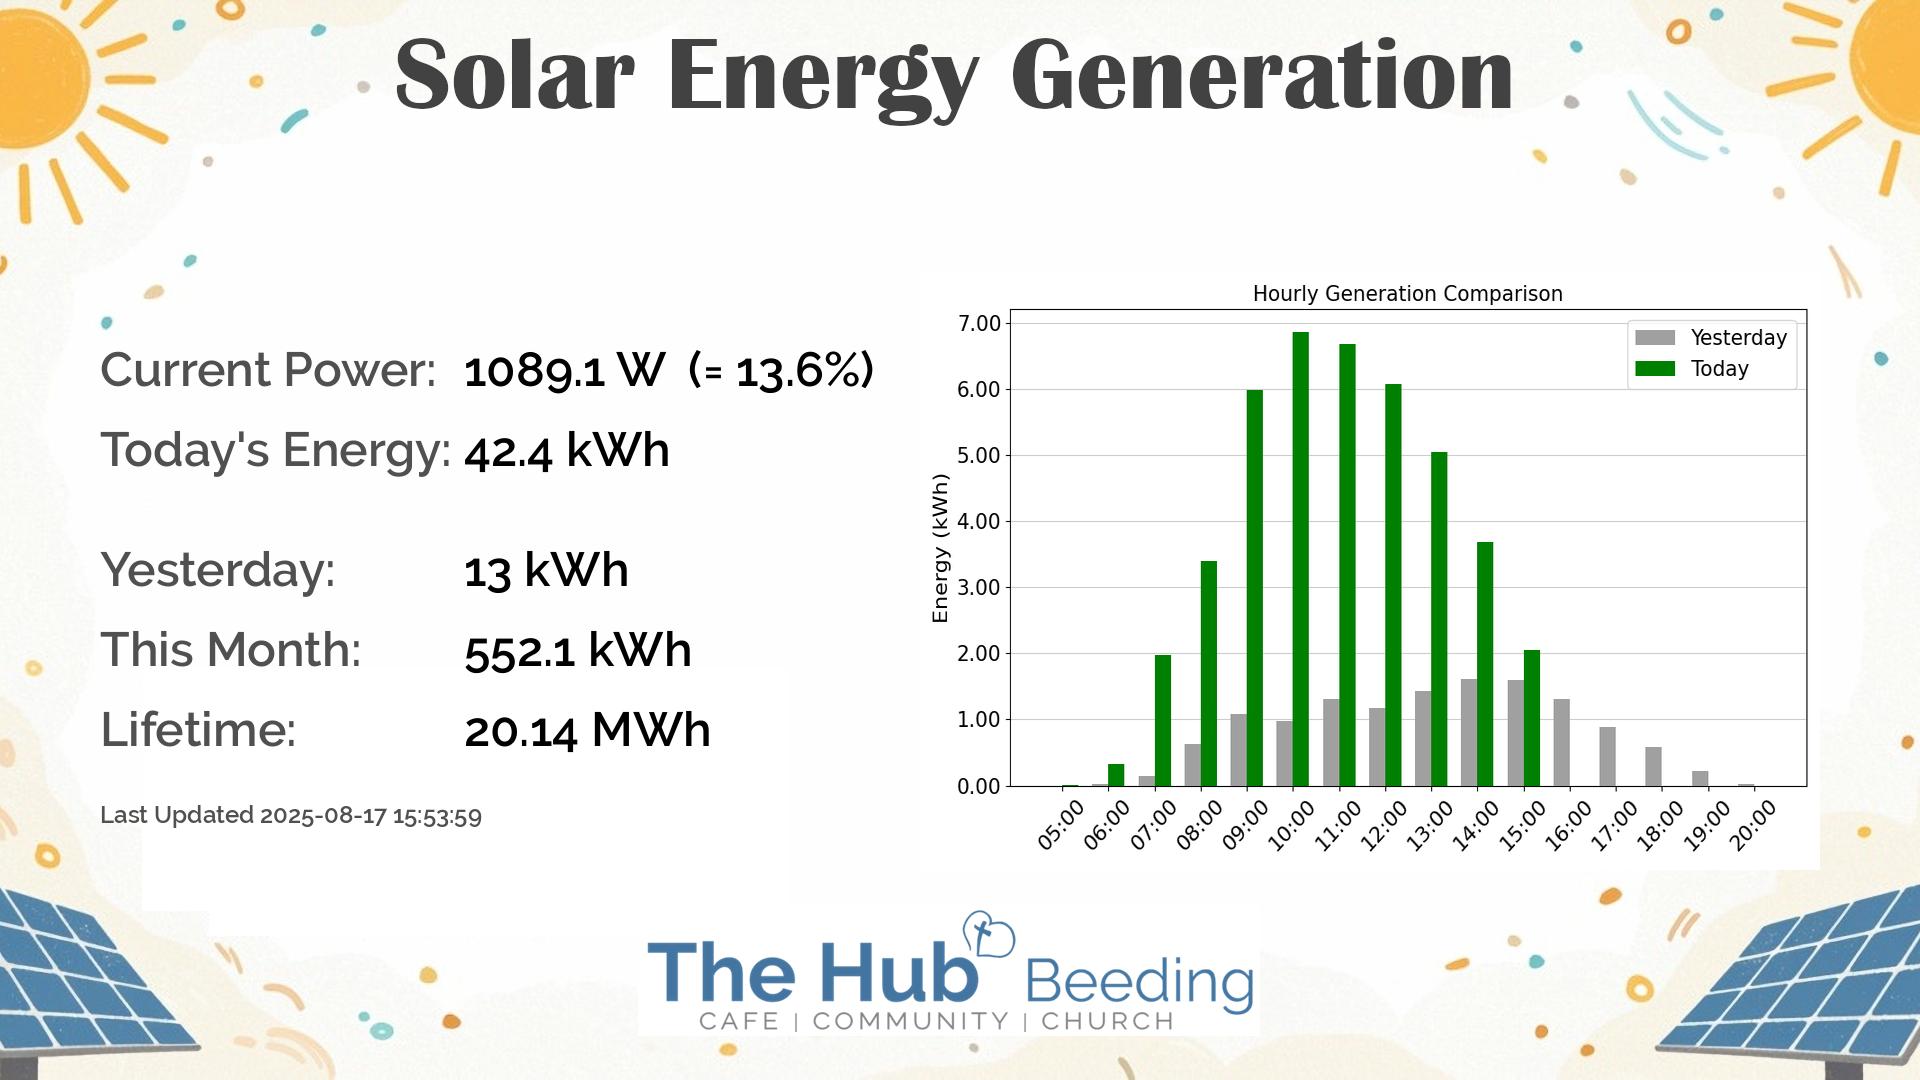 Solar Energy Generation
Current Power: 1089.1 W (= 13.6%)
Today's Energy: 42.4 kWh
Yesterday: 13 kWh
This Month: 552.1 kWh
Lifetime: 20.14 MWh
Last Updated 2025-08-17 15:53:59
Hourly Generation Comparison
Yesterday
Today
Energy (kWh)
7.00
6.00
5.00
4.00
3.00
2.00
1.00
0.00
05:00 06:00 07:00 08:00 09:00 10:00 11:00 12:00 13:00 14:00 15:00 16:00 17:00 18:00 19:00 20:00
The Hub Beeding
CAFE | COMMUNITY | CHURCH